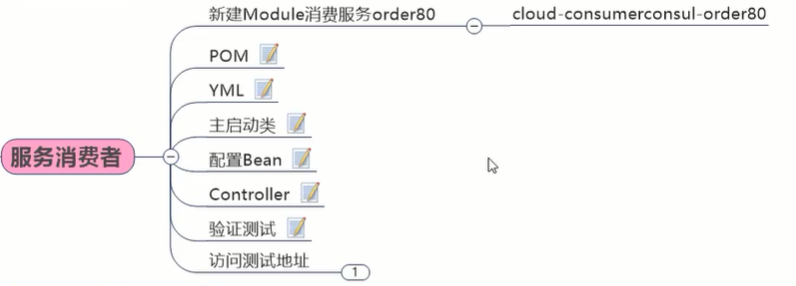 新建Module消费服务order80
cloud-consumerconsul-order80
POM
YML
主启动类
服务消费者
配置Bean
Controller
验证测试
访问测试地址
1